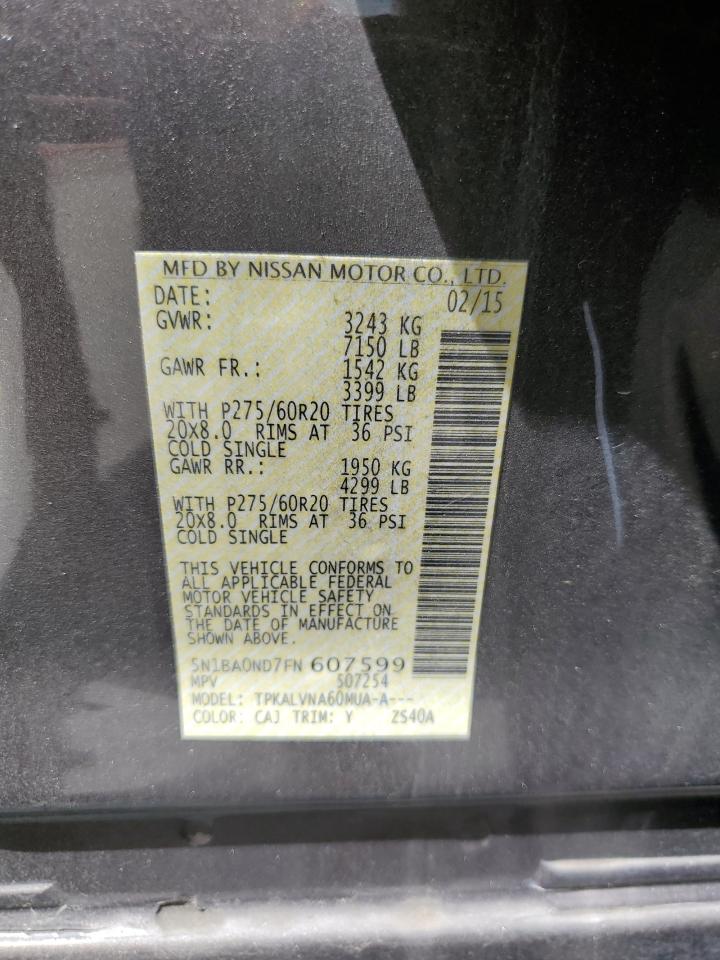 MFD BY NISSAN MOTOR CO., LTD.
DATE: 02/15
GVWR: 3243 KG
7150 LB
GAWR FR.: 1542 KG
3399 LB
WITH P275/60R20 TIRES
20X8.0 RIMS AT 36 PSI
COLD SINGLE
GAWR RR.: 1950 KG
4299 LB
WITH P275/60R20 TIRES
20X8.0 RIMS AT 36 PSI
COLD SINGLE
THIS VEHICLE CONFORMS TO
ALL APPLICABLE FEDERAL
MOTOR VEHICLE SAFETY
STANDARDS IN EFFECT ON
THE DATE OF MANUFACTURE
SHOWN ABOVE.
5N1BA0ND7FN 607599
MPV 507254
MODEL: TPKALVNA60MUA-A---
COLOR: CAJ TRIM: Y ZS40A